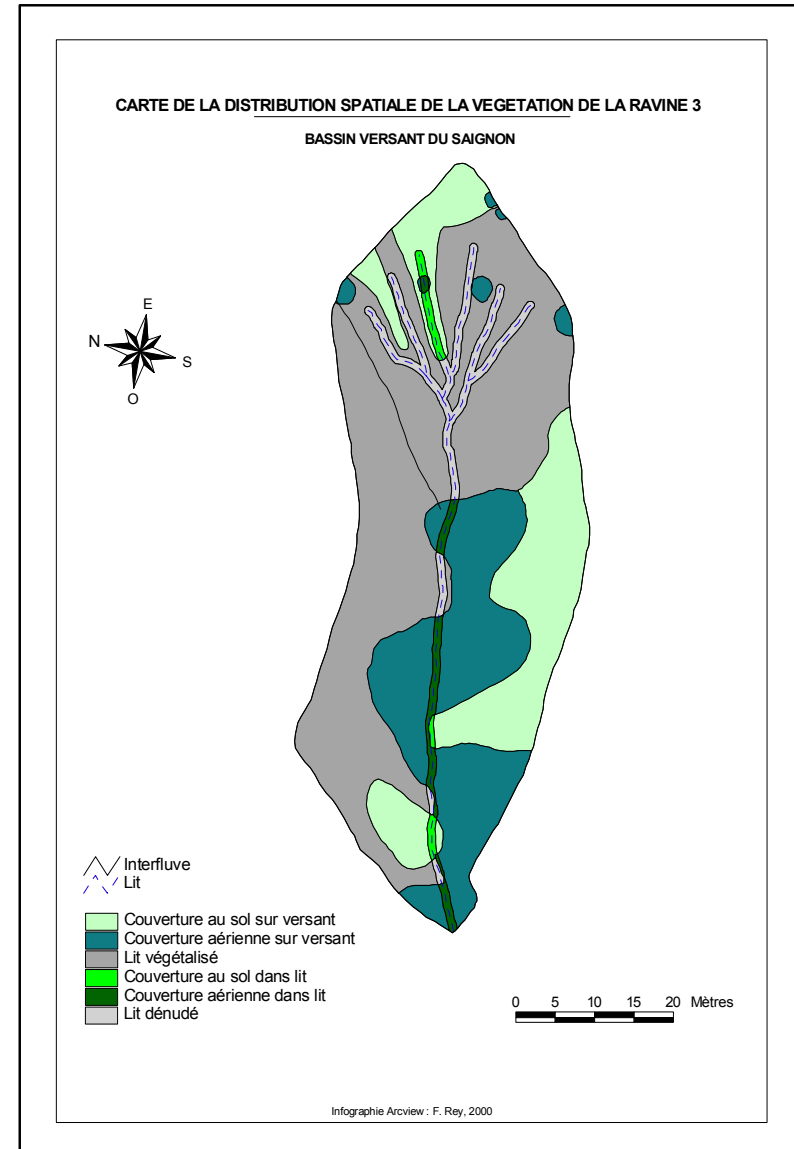 CARTE DE LA DISTRIBUTION SPATIALE DE LA VEGETATION DE LA RAVINE 3
BASSIN VERSANT DU SAIGNON
E
N
S
O
Interfluve
Lit
Couverture au sol sur versant
Couverture aérienne sur versant
Lit végétalisé
Couverture au sol dans lit
Couverture aérienne dans lit
Lit dénudé
0 5 10 15 20 Mètres
Infographie Arcview : F. Rey, 2000